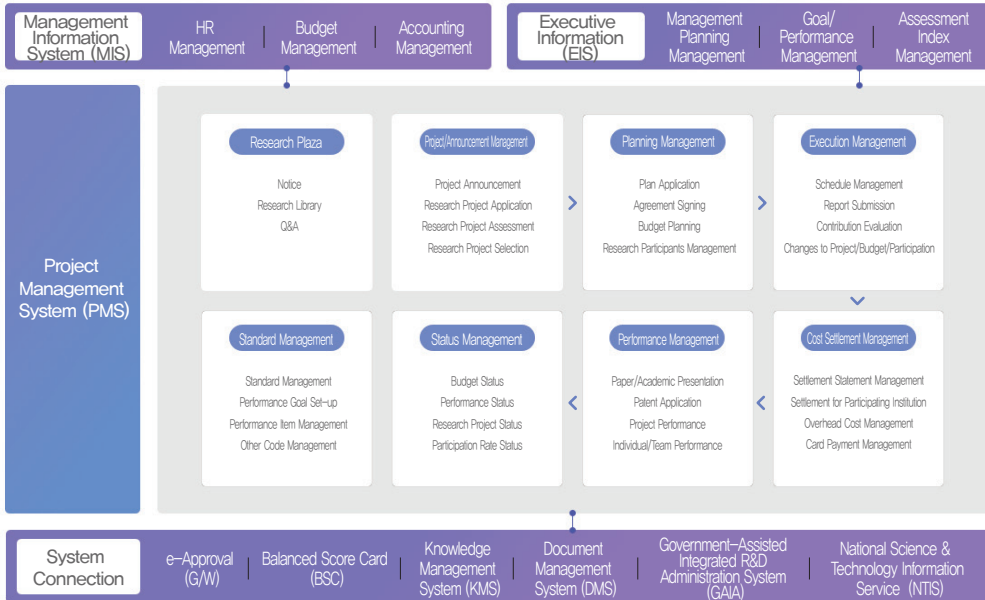 Management
Information
System (MIS)
HR
Management
Budget
Management
Accounting
Management
Executive
Information
(EIS)
Management
Planning
Management
Goal/
Performance
Management
Assessment
Index
Management
Project
Management
System (PMS)
Research Plaza
Notice
Research Library
Q&A
Project/Announcement Management
Project Announcement
Research Project Application
Research Project Assessment
Research Project Selection
Planning Management
Plan Application
Agreement Signing
Budget Planning
Research Participants Management
Execution Management
Schedule Management
Report Submission
Contribution Evaluation
Changes to Project/Budget/Participation
Standard Management
Standard Management
Performance Goal Set-up
Performance Item Management
Other Code Management
Status Management
Budget Status
Performance Status
Research Project Status
Participation Rate Status
Performance Management
Paper/Academic Presentation
Patent Application
Project Performance
Individual/Team Performance
Cost Settlement Management
Settlement Statement Management
Settlement for Participating Institution
Overhead Cost Management
Card Payment Management
System
Connection
e-Approval
(G/W)
Balanced Score Card
(BSC)
Knowledge
Management
System (KMS)
Document
Management
System (DMS)
Government-Assisted
Integrated R&D
Administration System
(GAIA)
National Science &
Technology Information
Service (NTIS)